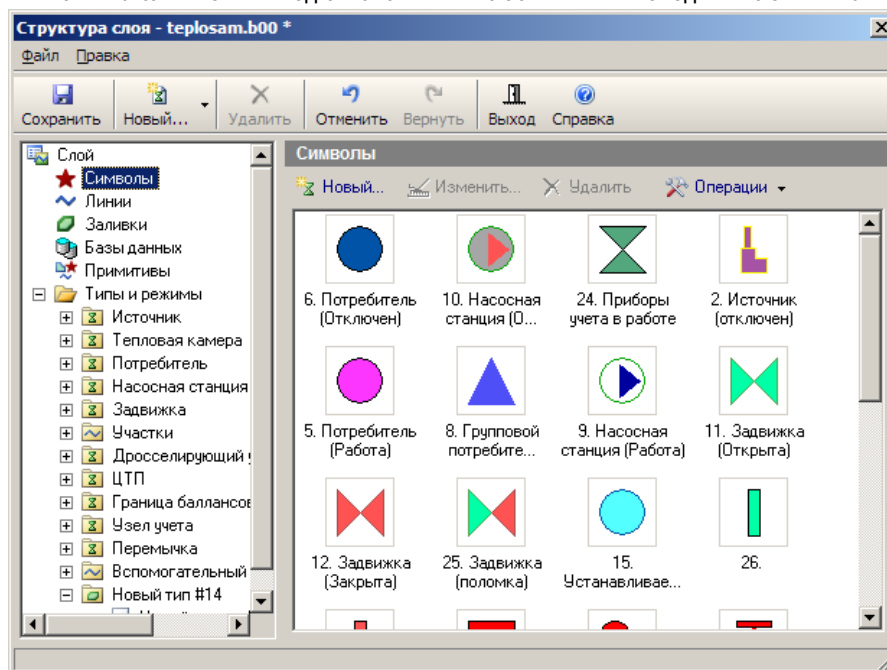 Структура слоя - teplosam.b00 *
Файл Правка
Сохранить Новый... Удалить Отменить Вернуть Выход Справка
Слой
Символы
Линии
Заливки
Базы данных
Примитивы
Типы и режимы
Источник
Тепловая камера
Потребитель
Насосная станция
Задвижка
Участки
Дросселирующий
ЦТП
Граница баллансов
Узел учета
Перемычка
Вспомогательный
Новый тип #14
Символы
Новый... Изменить... Удалить Операции
6. Потребитель (Отключен)
10. Насосная станция (О...
24. Приборы учета в работе
2. Источник (отключен)
5. Потребитель (Работа)
8. Групповой потребите...
9. Насосная станция (Работа)
11. Задвижка (Открыта)
12. Задвижка (Закрыта)
25. Задвижка (поломка)
15. Устанавливае...
26.